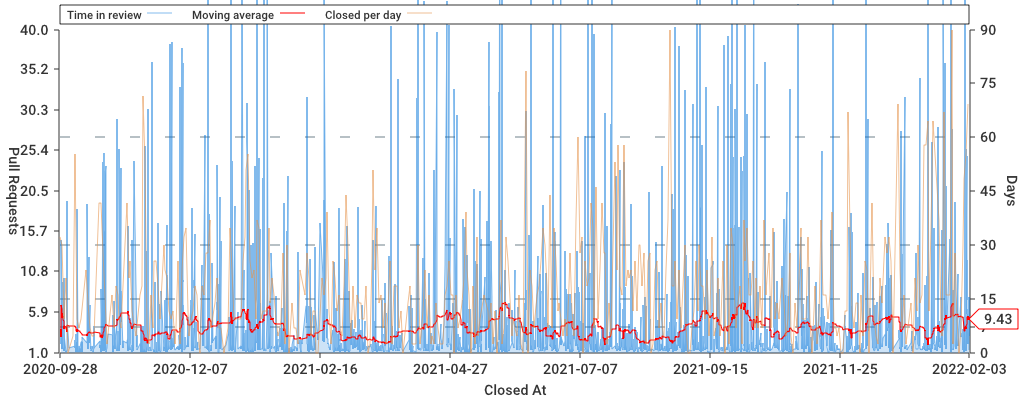 Time in review Moving average Closed per day
40.0 90
35.2 75
30.3 60
25.4 45
20.5 30
15.7 15
10.8 0
5.9
1.0
Pull Requests
Days
9.43
2020-09-28 2020-12-07 2021-02-16 2021-04-27 2021-07-07 2021-09-15 2021-11-25 2022-02-03
Closed At